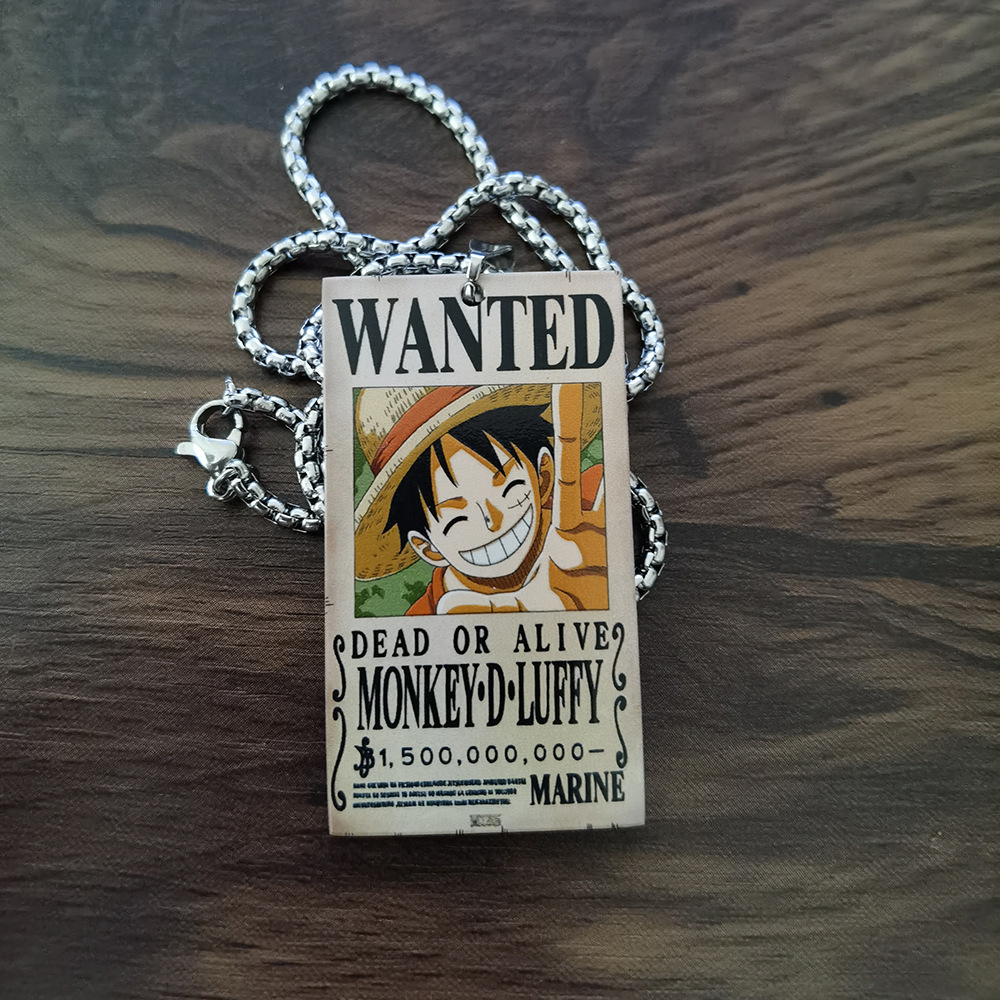 WANTED
DEAD OR ALIVE
MONKEY·D·LUFFY
฿1,500,000,000–
MARINE